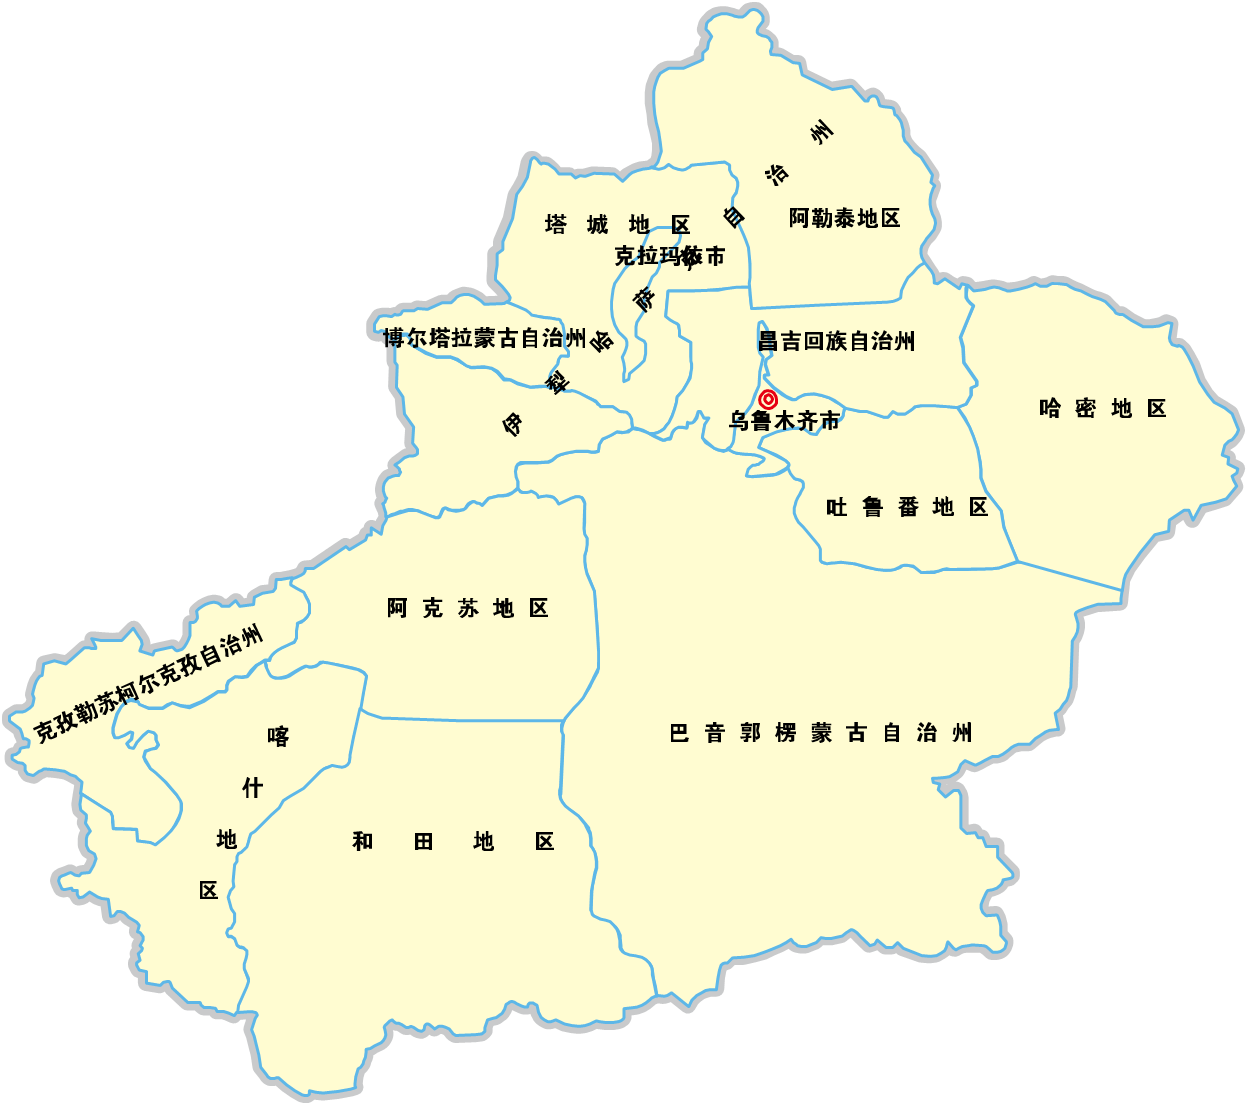 塔城地区
阿勒泰地区
克拉玛依市
博尔塔拉蒙古自治州
昌吉回族自治州
伊犁哈萨克自治州
哈密地区
乌鲁木齐市
吐鲁番地区
阿克苏地区
克孜勒苏柯尔克孜自治州
巴音郭楞蒙古自治州
喀什地区
和田地区